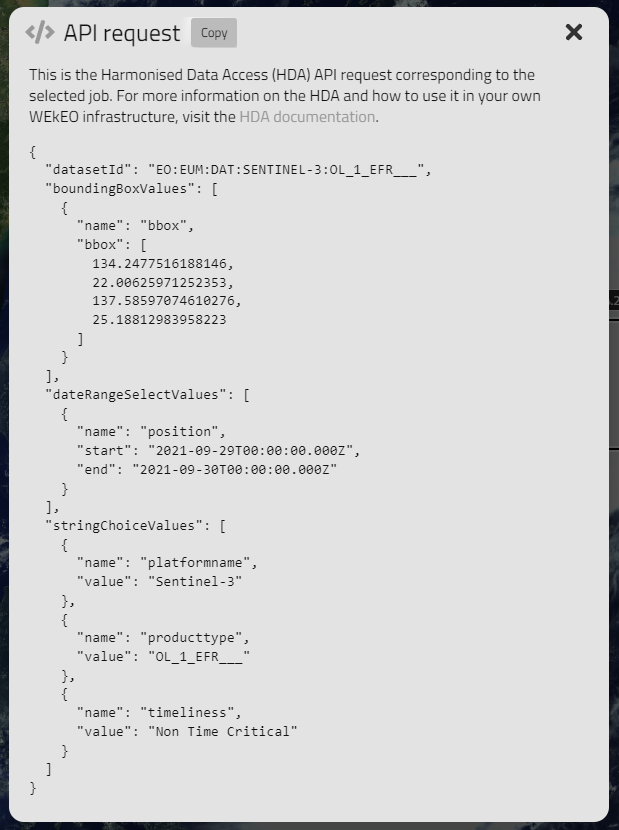 </> API request Copy ✖
This is the Harmonised Data Access (HDA) API request corresponding to the
selected job. For more information on the HDA and how to use it in your own
WEkEO infrastructure, visit the HDA documentation.
{
  "datasetId": "EO:EUM:DAT:SENTINEL-3:OL_1_EFR___",
  "boundingBoxValues": [
    {
      "name": "bbox",
      "bbox": [
        134.2477516188146,
        22.00625971252353,
        137.58597074610276,
        25.18812983958223
      ]
    }
  ],
  "dateRangeSelectValues": [
    {
      "name": "position",
      "start": "2021-09-29T00:00:00.000Z",
      "end": "2021-09-30T00:00:00.000Z"
    }
  ],
  "stringChoiceValues": [
    {
      "name": "platformname",
      "value": "Sentinel-3"
    },
    {
      "name": "producttype",
      "value": "OL_1_EFR___"
    },
    {
      "name": "timeliness",
      "value": "Non Time Critical"
    }
  ]
}